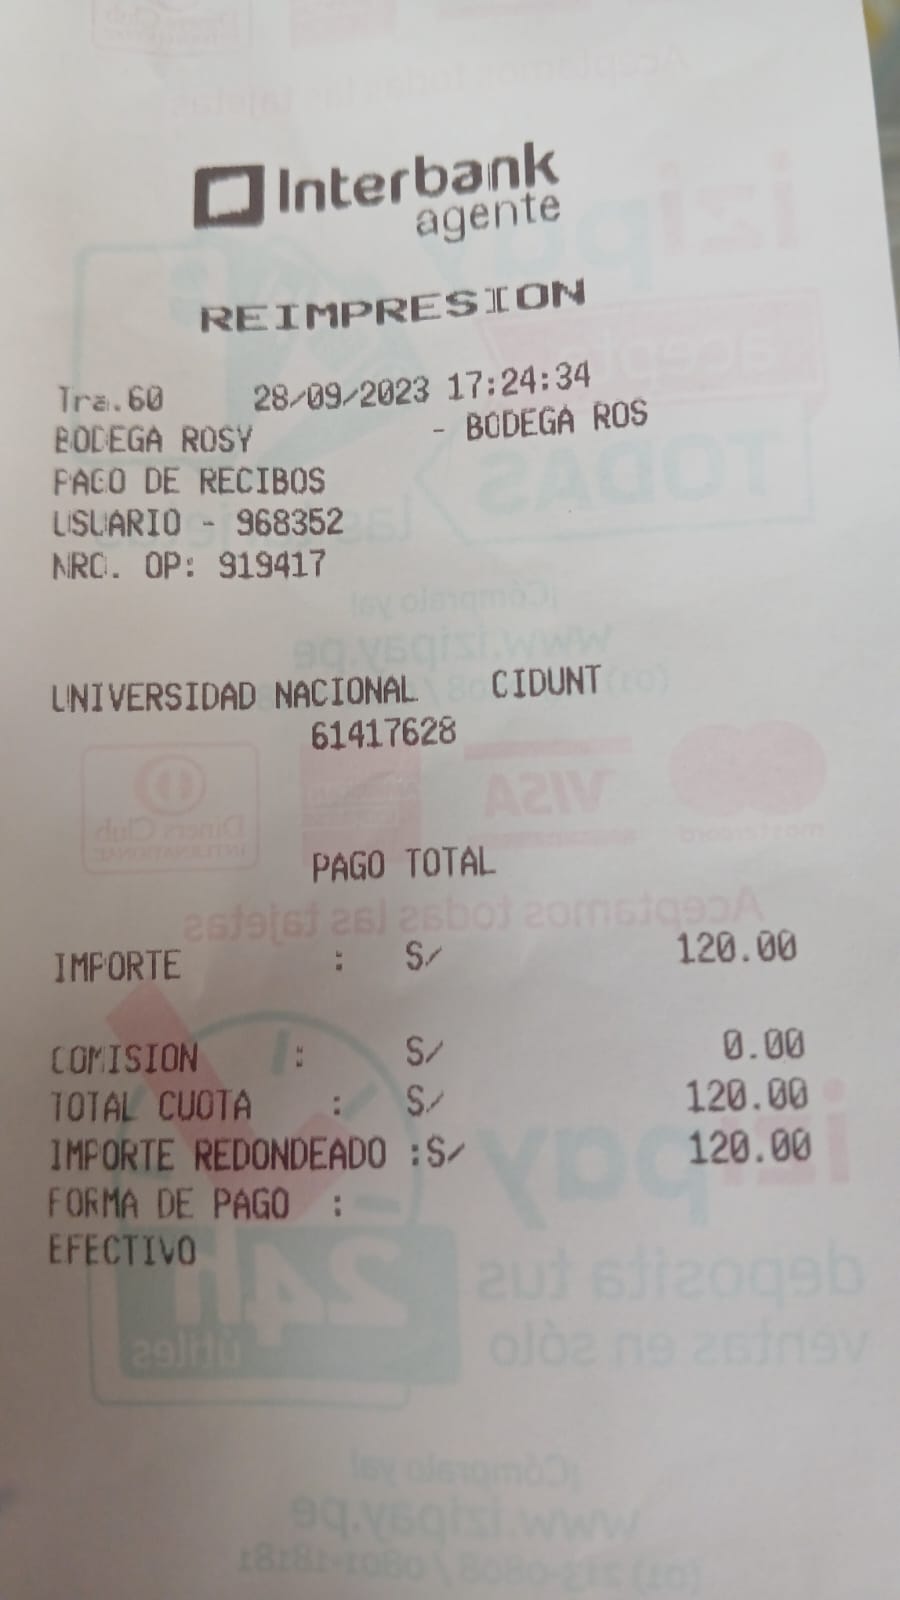 Interbank
agente
REIMPRESION
Tra.60 28/09/2023 17:24:34
BODEGA ROSY - BODEGA ROS
PAGO DE RECIBOS
USUARIO - 968352
NRO. OP: 919417
UNIVERSIDAD NACIONAL CIDUNT
61417628
PAGO TOTAL
IMPORTE : S/ 120.00
COMISION : S/ 0.00
TOTAL CUOTA : S/ 120.00
IMPORTE REDONDEADO :S/ 120.00
FORMA DE PAGO :
EFECTIVO